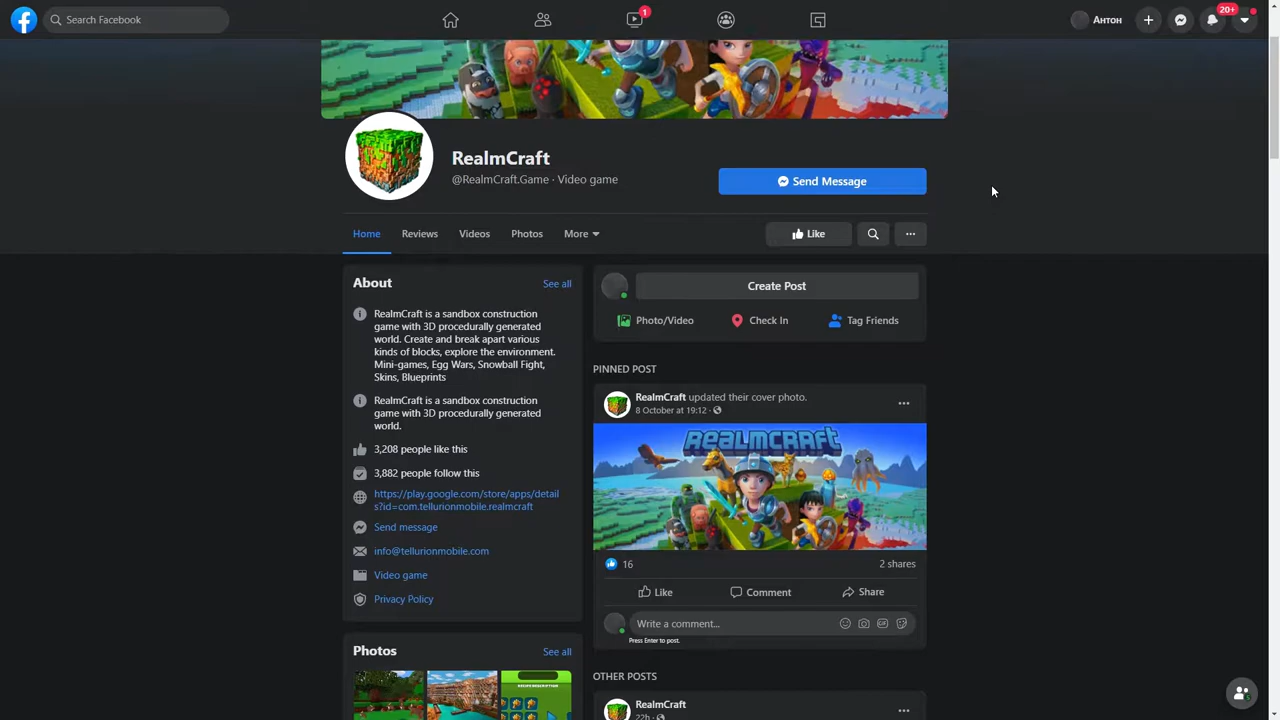 Search Facebook
1
Антон
20+
RealmCraft
@RealmCraft.Game · Video game
Send Message
Home
Reviews
Videos
Photos
More
Like
About
See all
RealmCraft is a sandbox construction
game with 3D procedurally generated
world. Create and break apart various
kinds of blocks, explore the environment.
Mini-games, Egg Wars, Snowball Fight,
Skins, Blueprints
RealmCraft is a sandbox construction
game with 3D procedurally generated
world.
3,208 people like this
3,882 people follow this
https://play.google.com/store/apps/detail
s?id=com.tellurionmobile.realmcraft
Send message
info@tellurionmobile.com
Video game
Privacy Policy
Photos
See all
RECIPE DESCRIPTION
Create Post
Photo/Video
Check In
Tag Friends
PINNED POST
RealmCraft updated their cover photo.
8 October at 19:12 ·
REALMCRAFT
16
2 shares
Like
Comment
Share
Write a comment...
GIF
Press Enter to post.
OTHER POSTS
RealmCraft
22h ·